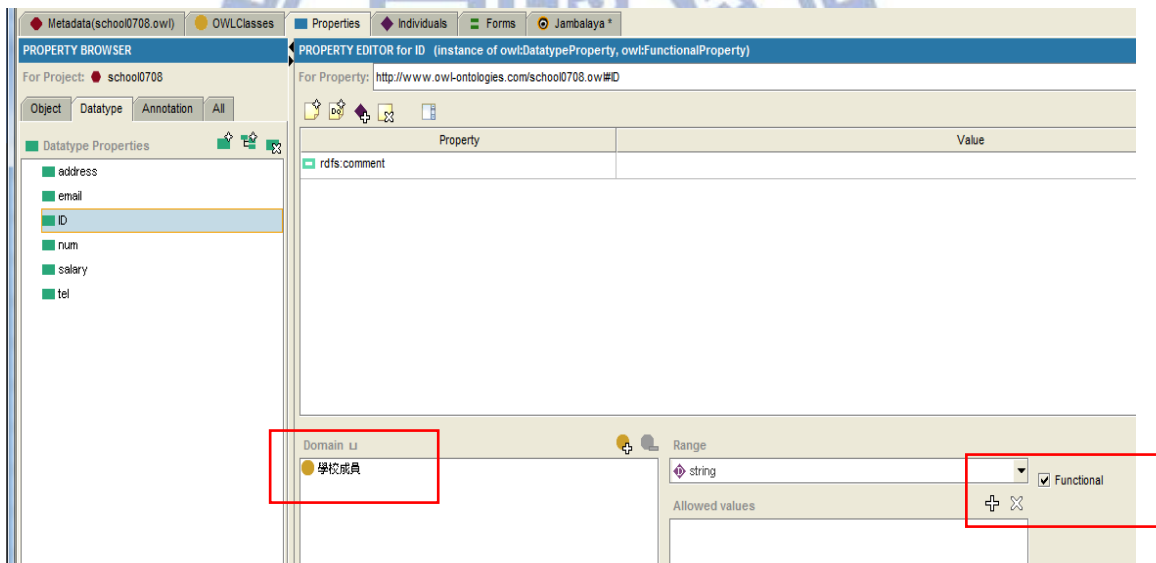 Metadata(school0708.owl) OWLClasses Properties Individuals Forms Jambalaya *
PROPERTY BROWSER
For Project: school0708
Object Datatype Annotation All
Datatype Properties
address
email
ID
num
salary
tel
PROPERTY EDITOR for ID (instance of owl:DatatypeProperty, owl:FunctionalProperty)
For Property: http://www.owl-ontologies.com/school0708.owl#ID
Property Value
rdfs:comment
Domain ⊔
學校成員
Range
string
Functional
Allowed values